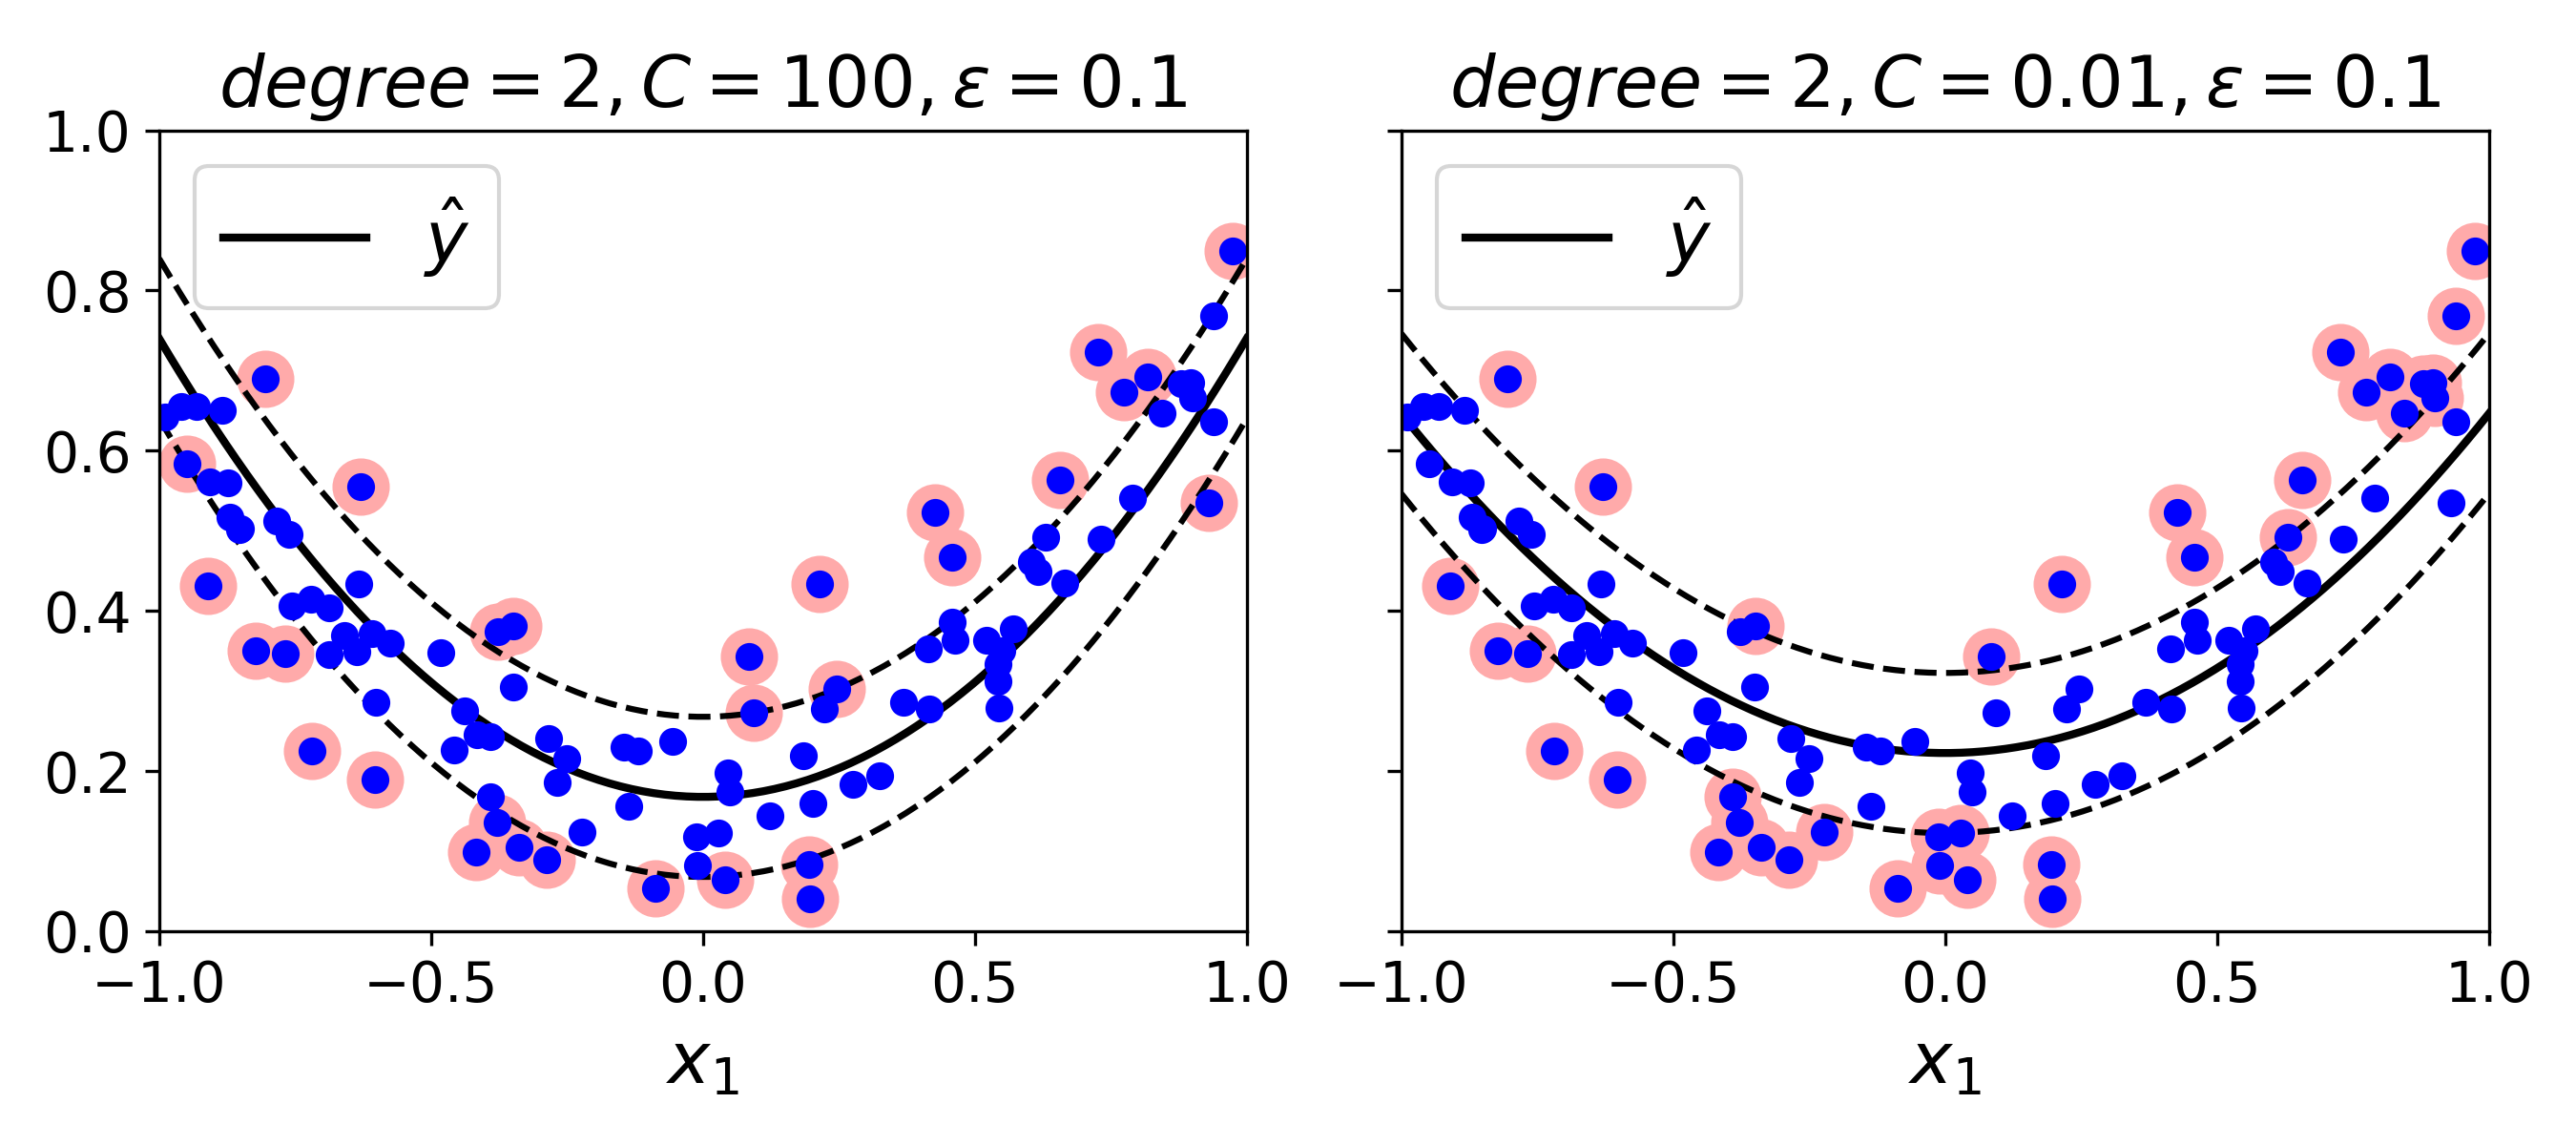 degree = 2, C = 100, ε = 0.1
degree = 2, C = 0.01, ε = 0.1
ŷ
ŷ
1.0
0.8
0.6
0.4
0.2
0.0
−1.0 −0.5 0.0 0.5 1.0
−1.0 −0.5 0.0 0.5 1.0
x₁
x₁